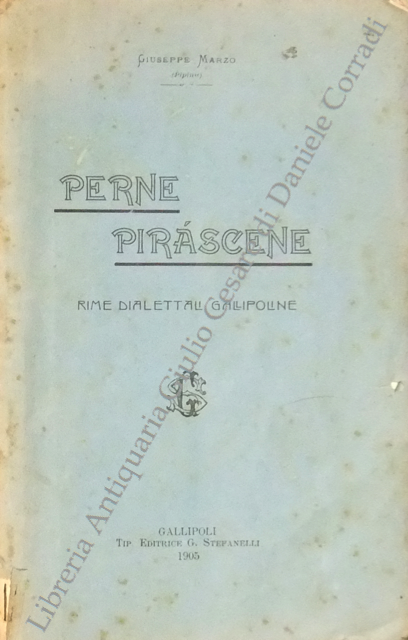 GIUSEPPE MARZO
PERNE
PIRÁSCENE
RIME DIALETTALI GALLIPOLINE
GALLIPOLI
TIP. EDITRICE G. STEFANELLI
1905
Libreria Antiquaria Giulio Cesare di Daniele Corradi